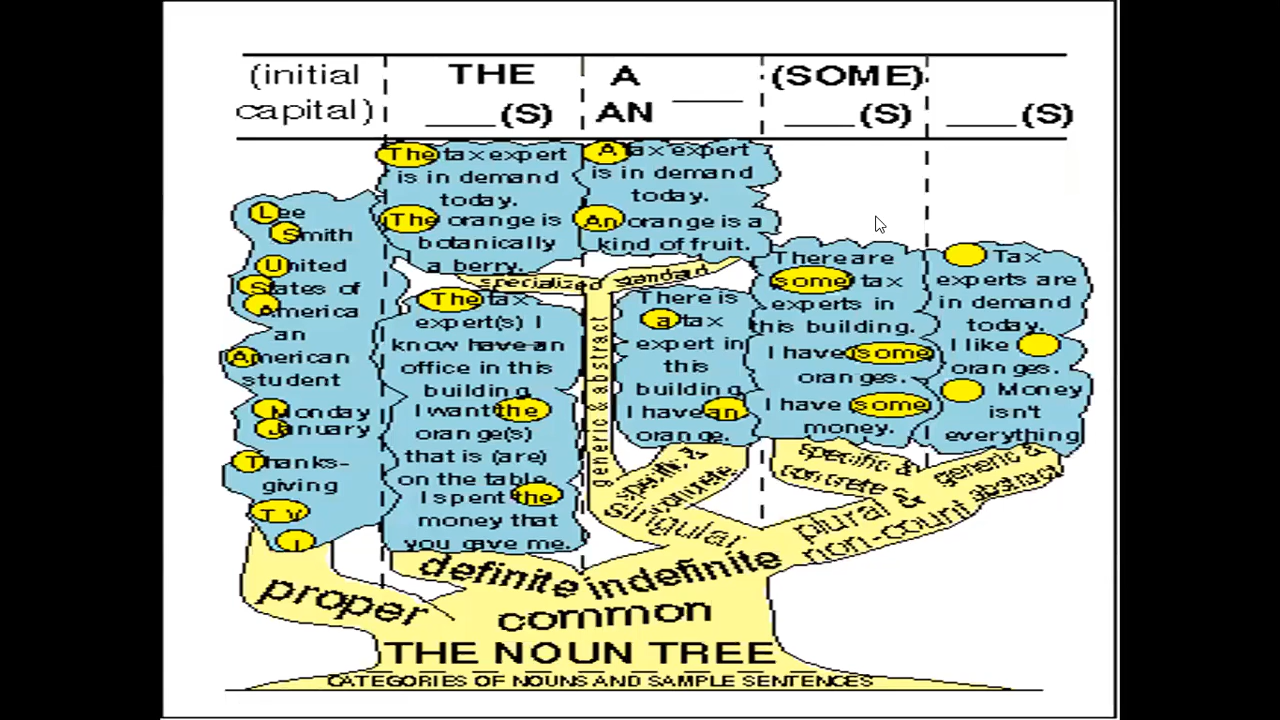 (initial
capital)
THE
___(S)
A ___
AN
(SOME)
___(S)
___(S)
Lee
Smith
United
States of
America
an
American
student
Monday
January
Thanks-
giving
T V
I
The tax expert
is in demand
today.
The orange is
botanically
a berry.
A tax expert
is in demand
today.
An orange is a
kind of fruit.
specialized
standard
generic & abstract
The tax
expert(s) I
know have an
office in this
building
I want the
orange(s)
that is (are)
on the table.
I spent the
money that
you gave me.
There is
a tax
expert in
this
building
I have an
orange.
There are
some tax
experts in
this building.
I have some
oranges.
I have some
money.
Tax
experts are
in demand
today.
I like
oranges.
Money
isn't
everything
specific &
concrete
singular
specific &
concrete
generic &
abstract
plural &
non-count
proper
definite
indefinite
common
THE NOUN TREE
CATEGORIES OF NOUNS AND SAMPLE SENTENCES